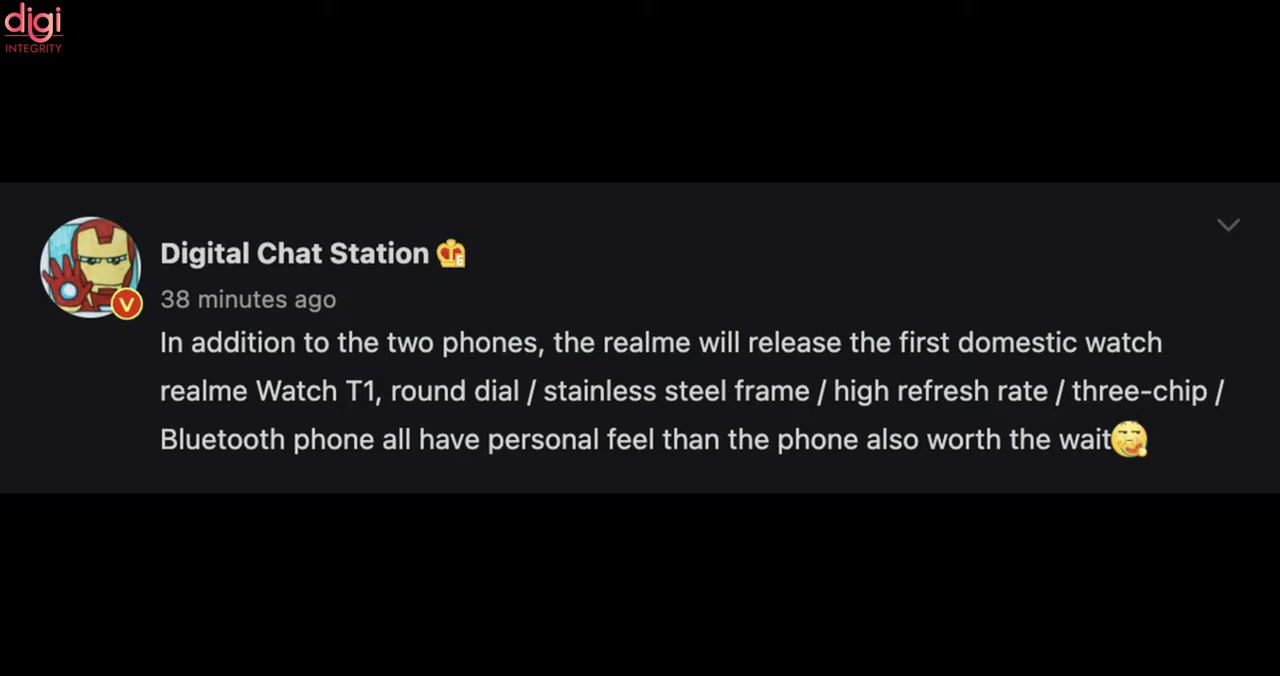 digi
INTEGRITY
Digital Chat Station
38 minutes ago
In addition to the two phones, the realme will release the first domestic watch
realme Watch T1, round dial / stainless steel frame / high refresh rate / three-chip /
Bluetooth phone all have personal feel than the phone also worth the wait